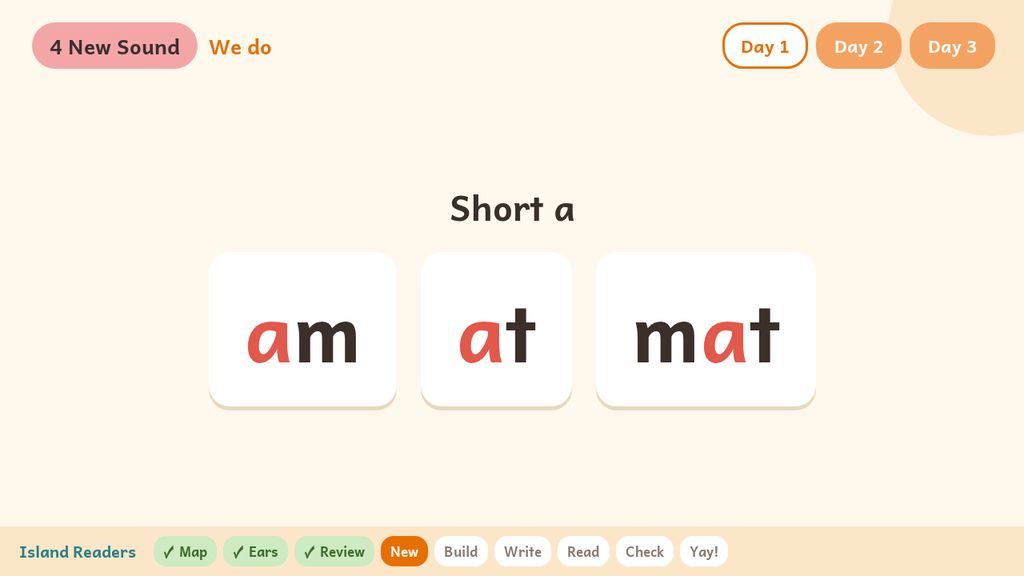 4 New Sound We do Day 1 Day 2 Day 3
Short a
am at mat
Island Readers ✓ Map ✓ Ears ✓ Review New Build Write Read Check Yay!